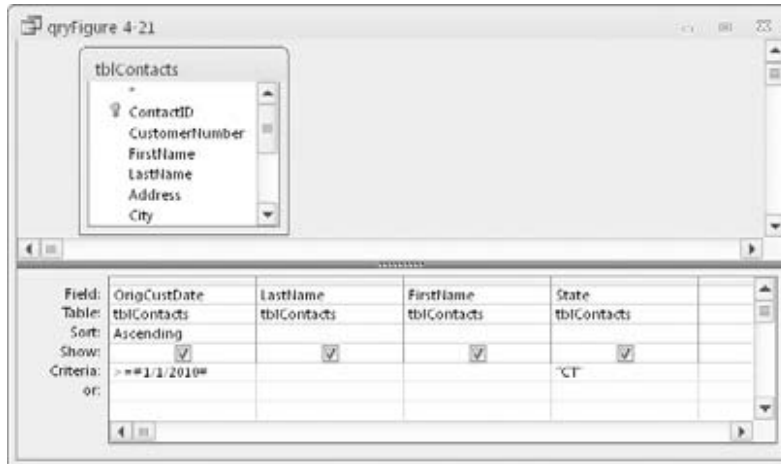 qryFigure 4-21
tblContacts
*
ContactID
CustomerNumber
FirstName
LastName
Address
City
Field: OrigCustDate LastName FirstName State
Table: tblContacts tblContacts tblContacts tblContacts
Sort: Ascending
Show:
Criteria: >=#1/1/2010# "CT"
or: